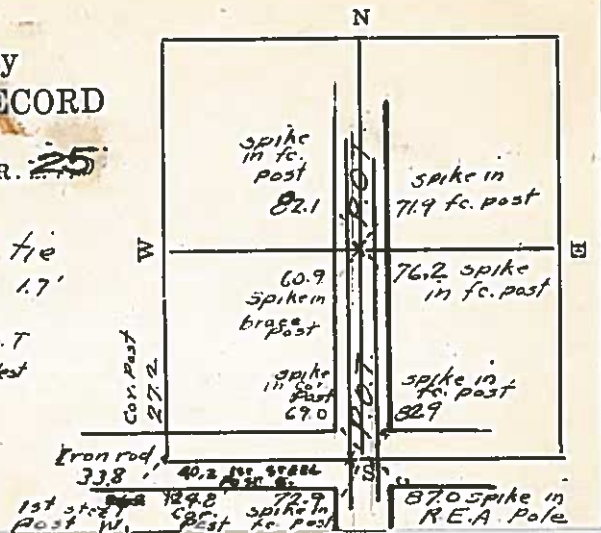 y
ECORD
R. 25
tie
1.7'
. T
est
N
W
E
S
spike
in fc.
post
82.1
P.O.T
spike in
71.9 fc. post
60.9
spike in
brace
post
76.2 spike
in fc. post
Cor. Post
27.2
spike
in cor.
Post
69.0
P.O.T.
spike in
fc. post
82.9
Iron rod
33.8
40.2 1st steel
Post E.
1st steel
Post W.
124.8
Cor.
Post
72.9
spike in
fc. post
87.0 spike in
R.E.A. Pole